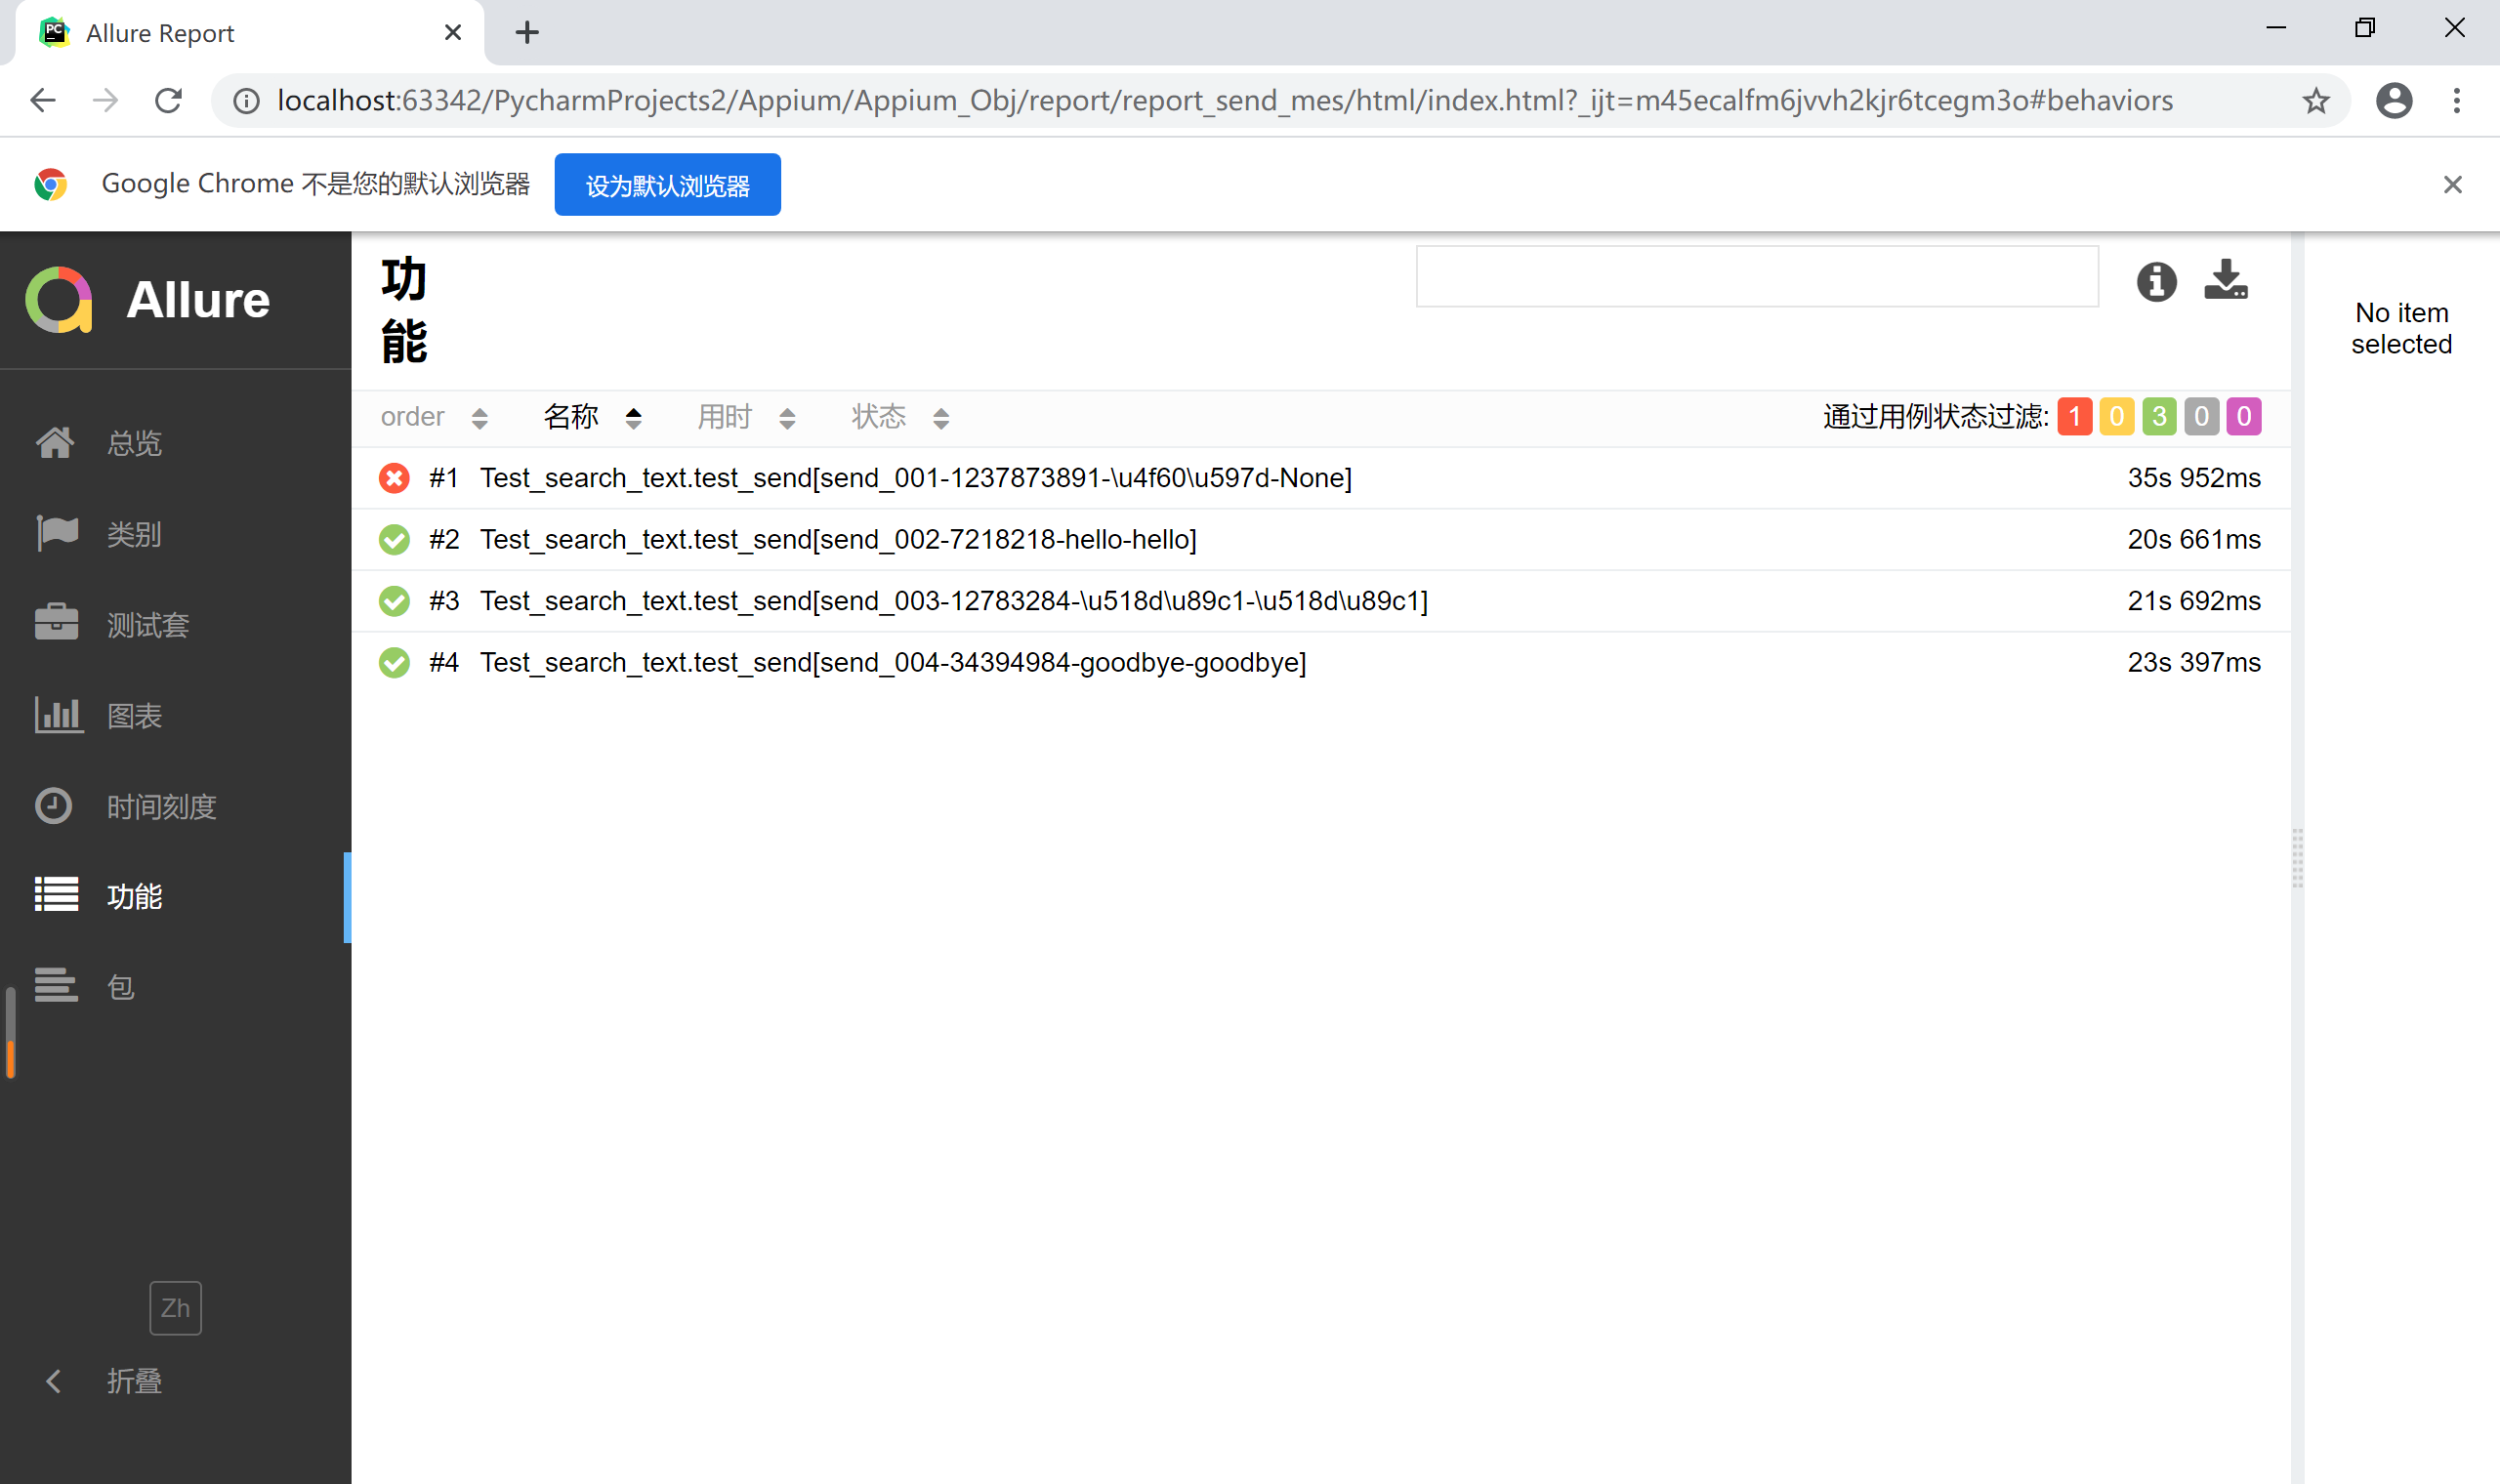 Allure Report
localhost:63342/PycharmProjects2/Appium/Appium_Obj/report/report_send_mes/html/index.html?_ijt=m45ecalfm6jvvh2kjr6tcegm3o#behaviors
Google Chrome 不是您的默认浏览器
设为默认浏览器
Allure
总览
类别
测试套
图表
时间刻度
功能
包
Zh
折叠
功
能
order 名称 用时 状态 通过用例状态过滤: 1 0 3 0 0
#1 Test_search_text.test_send[send_001-1237873891-\u4f60\u597d-None] 35s 952ms
#2 Test_search_text.test_send[send_002-7218218-hello-hello] 20s 661ms
#3 Test_search_text.test_send[send_003-12783284-\u518d\u89c1-\u518d\u89c1] 21s 692ms
#4 Test_search_text.test_send[send_004-34394984-goodbye-goodbye] 23s 397ms
No item
selected